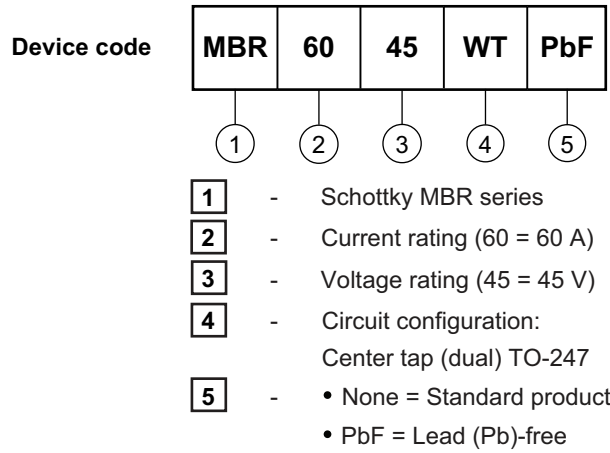 Device code MBR 60 45 WT PbF
1 2 3 4 5
1 - Schottky MBR series
2 - Current rating (60 = 60 A)
3 - Voltage rating (45 = 45 V)
4 - Circuit configuration:
Center tap (dual) TO-247
5 - • None = Standard product
• PbF = Lead (Pb)-free